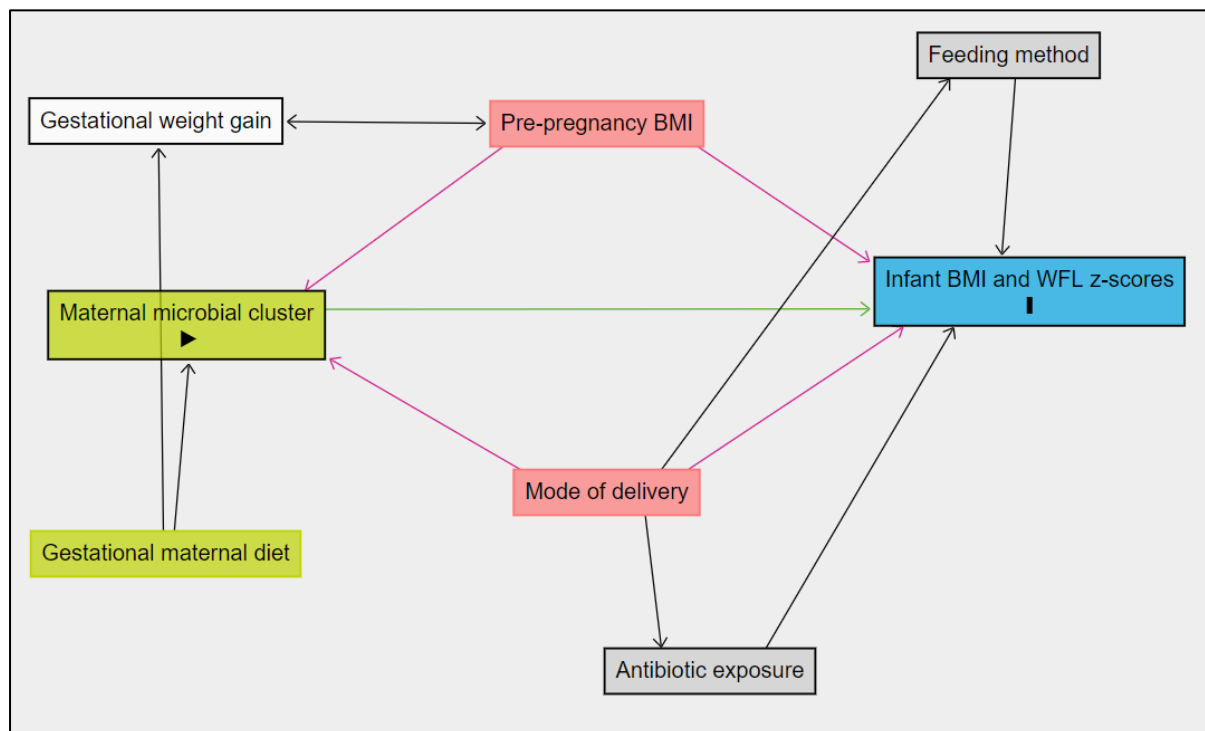 Feeding method
Gestational weight gain
Pre-pregnancy BMI
Infant BMI and WFL z-scores
Maternal microbial cluster
Mode of delivery
Gestational maternal diet
Antibiotic exposure